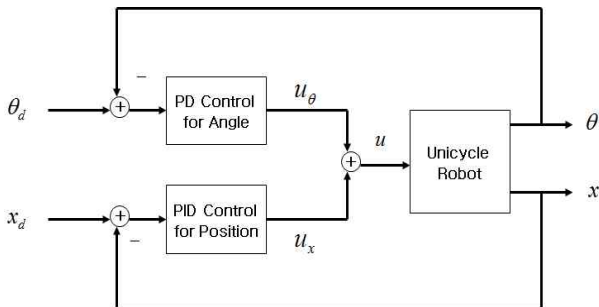 −
θ_d
+
PD Control
for Angle
u_θ
u
+
Unicycle
Robot
θ
x
x_d
+
−
PID Control
for Position
u_x